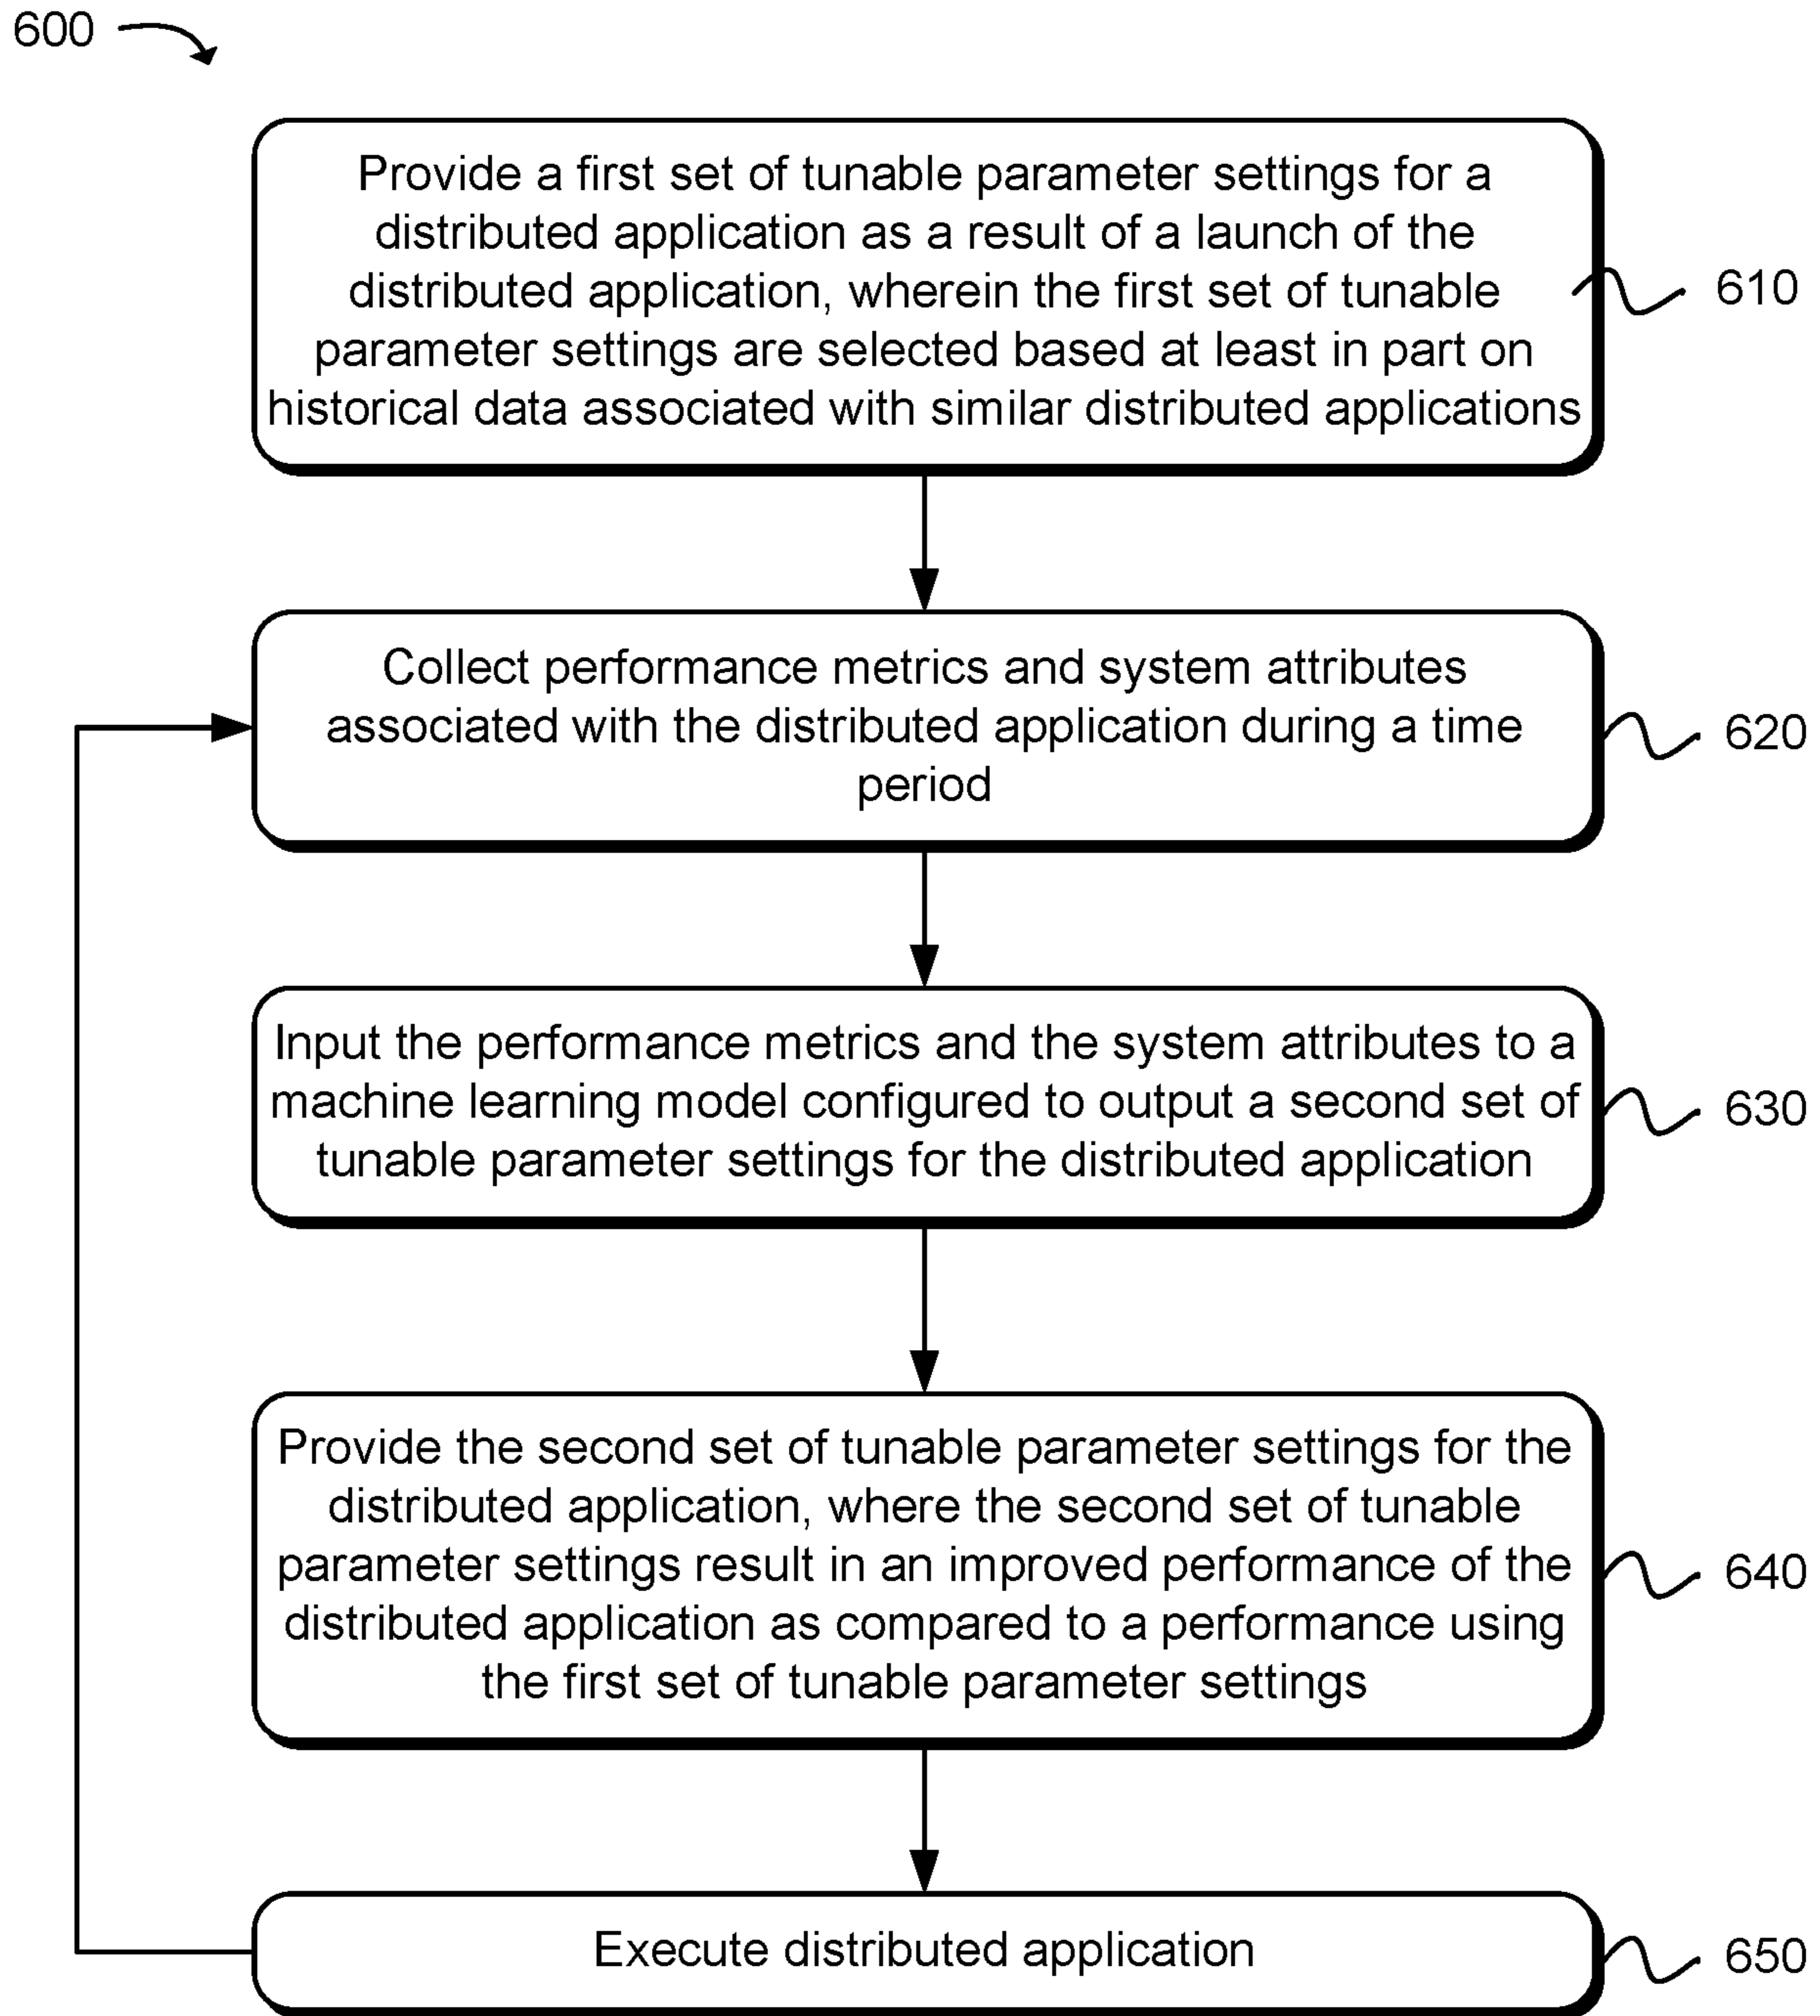 600
Provide a first set of tunable parameter settings for a
distributed application as a result of a launch of the
distributed application, wherein the first set of tunable
parameter settings are selected based at least in part on
historical data associated with similar distributed applications
610
Collect performance metrics and system attributes
associated with the distributed application during a time
period
620
Input the performance metrics and the system attributes to a
machine learning model configured to output a second set of
tunable parameter settings for the distributed application
630
Provide the second set of tunable parameter settings for the
distributed application, where the second set of tunable
parameter settings result in an improved performance of the
distributed application as compared to a performance using
the first set of tunable parameter settings
640
Execute distributed application
650